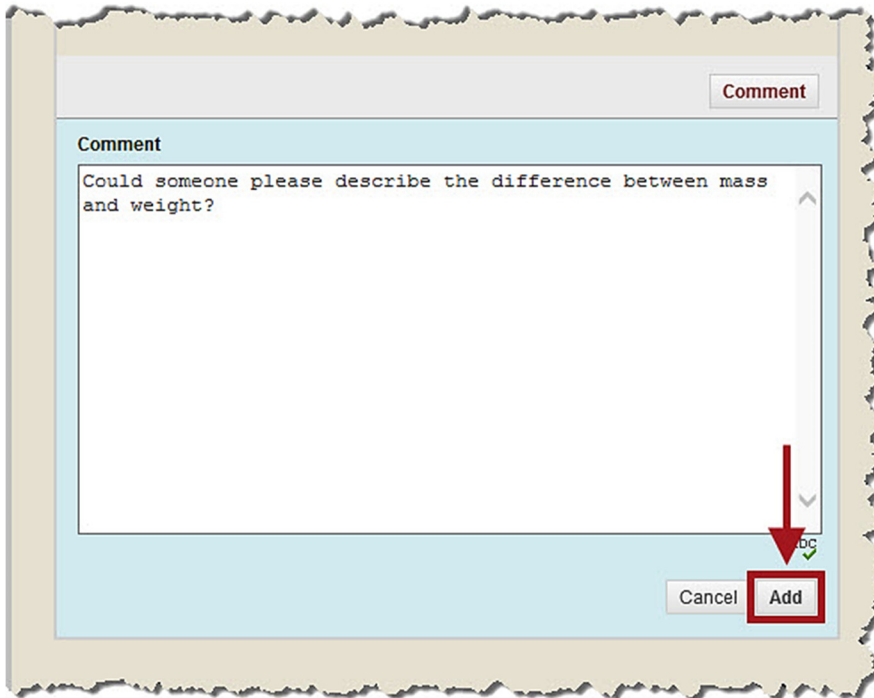 Comment
Comment
Could someone please describe the difference between mass
and weight?
Cancel Add